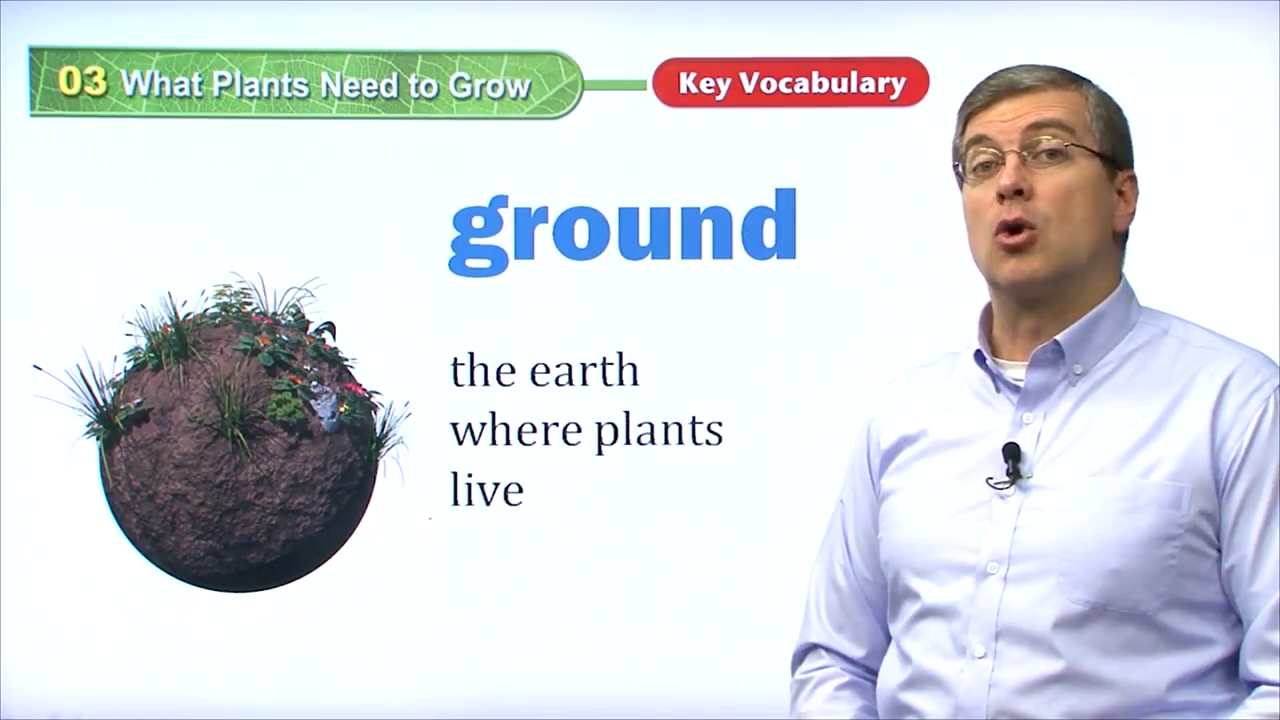 03 What Plants Need to Grow
Key Vocabulary
ground
the earth
where plants
live